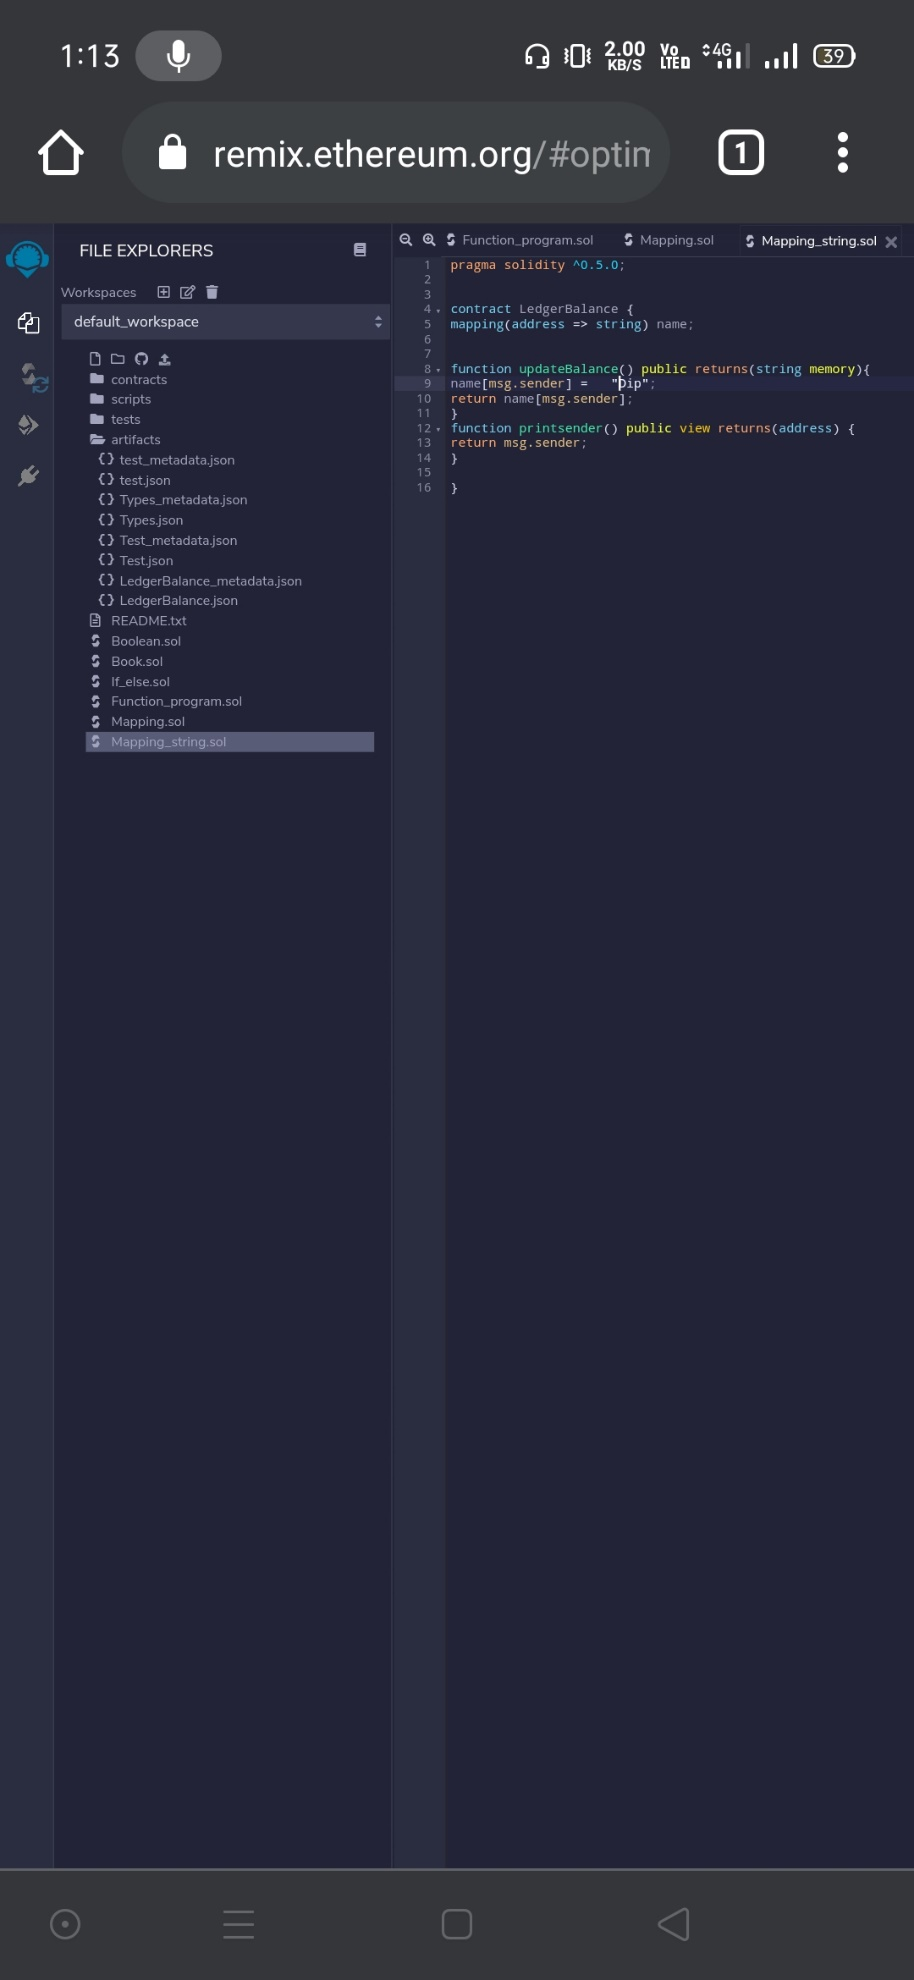 1:13
2.00
KB/S
Vo
LTE
4G
39
remix.ethereum.org/#optim
1
FILE EXPLORERS
Workspaces
default_workspace
contracts
scripts
tests
artifacts
test_metadata.json
test.json
Types_metadata.json
Types.json
Test_metadata.json
Test.json
LedgerBalance_metadata.json
LedgerBalance.json
README.txt
Boolean.sol
Book.sol
If_else.sol
Function_program.sol
Mapping.sol
Mapping_string.sol
Function_program.sol Mapping.sol Mapping_string.sol
1 pragma solidity ^0.5.0;
2
3
4 contract LedgerBalance {
5 mapping(address => string) name;
6
7
8 function updateBalance() public returns(string memory){
9 name[msg.sender] =   "Dip";
10 return name[msg.sender];
11 }
12 function printsender() public view returns(address) {
13 return msg.sender;
14 }
15
16 }